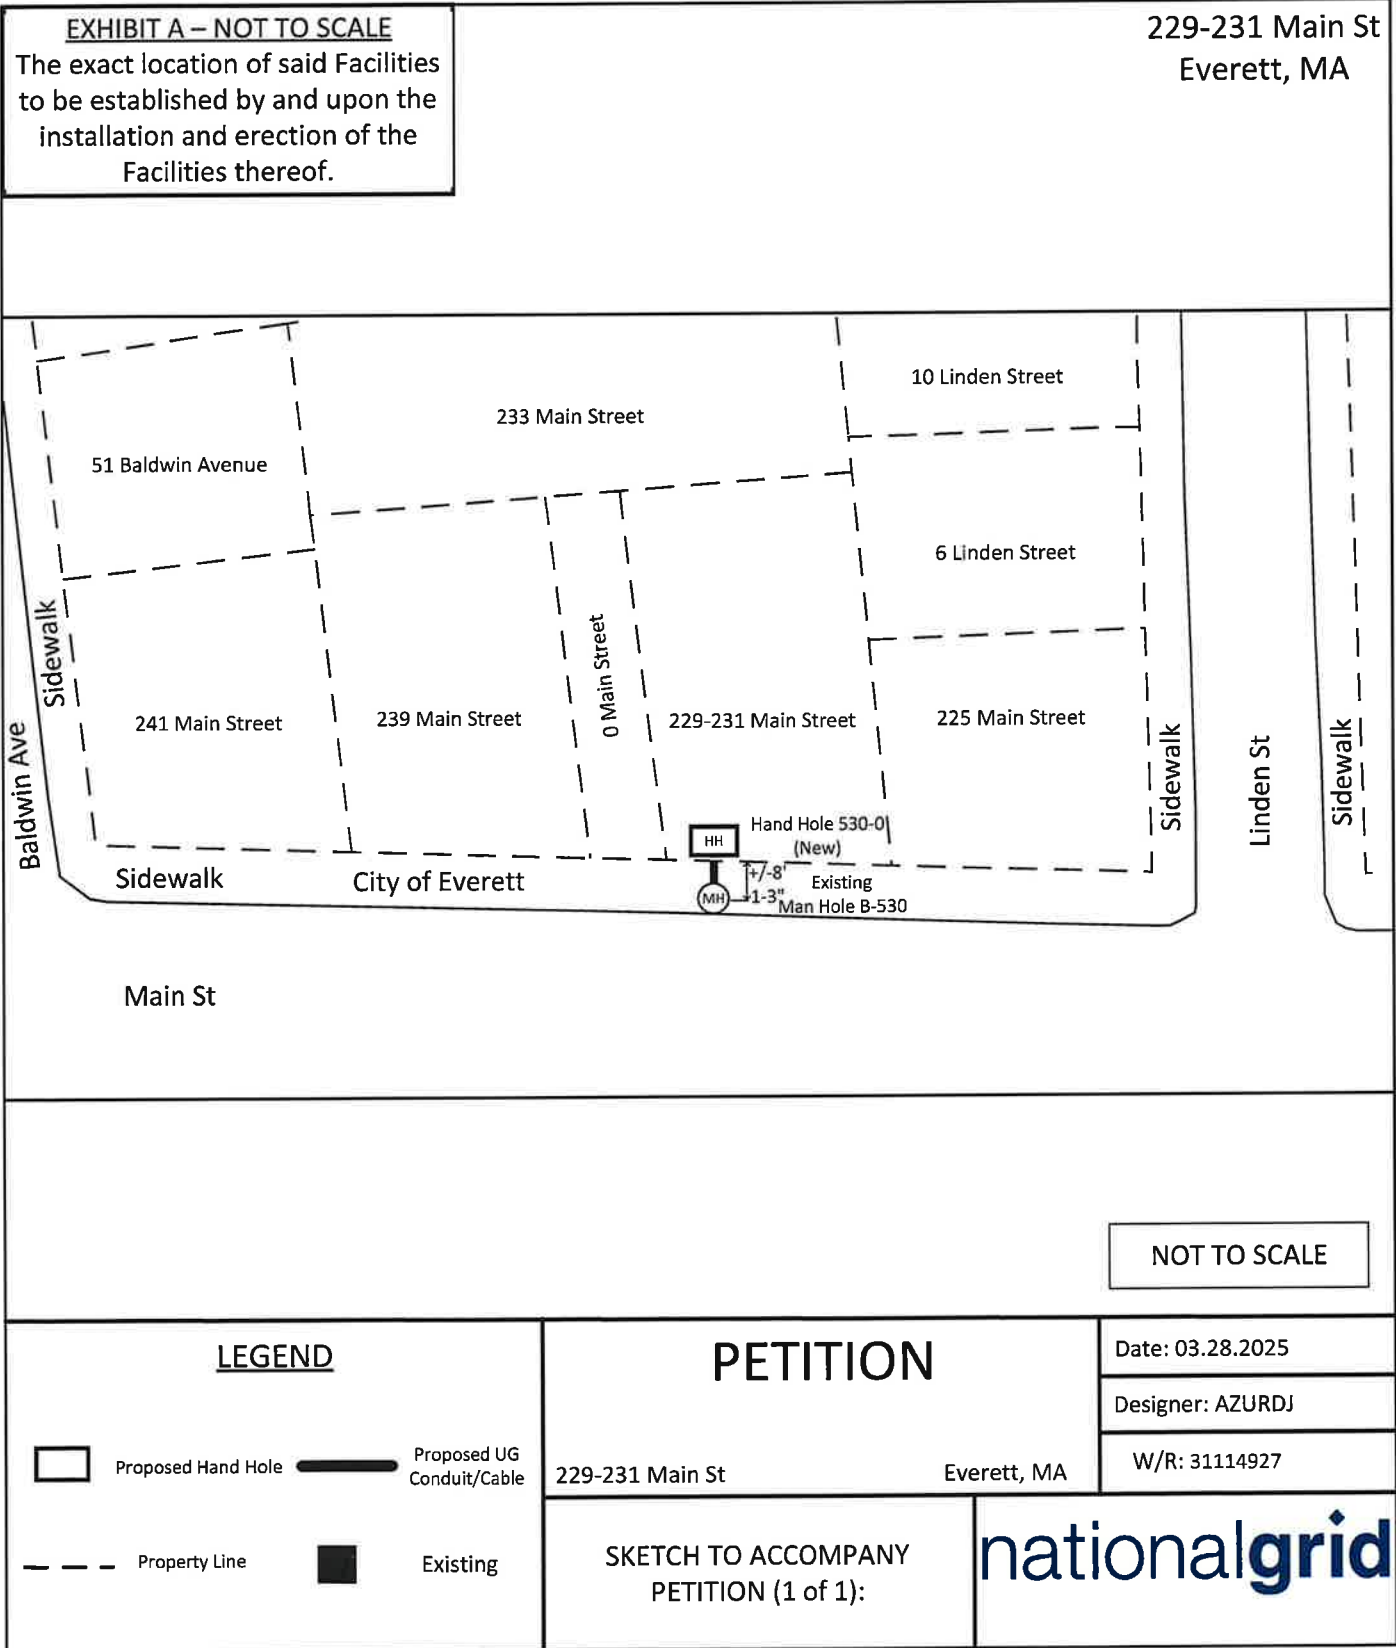 EXHIBIT A – NOT TO SCALE
The exact location of said Facilities
to be established by and upon the
installation and erection of the
Facilities thereof.
229-231 Main St
Everett, MA
10 Linden Street
233 Main Street
51 Baldwin Avenue
6 Linden Street
Sidewalk
0 Main Street
241 Main Street
239 Main Street
229-231 Main Street
225 Main Street
Baldwin Ave
Sidewalk
Linden St
Sidewalk
HH
Hand Hole 530-0
(New)
Sidewalk
City of Everett
+/-8'
MH
1-3"
Existing
Man Hole B-530
Main St
NOT TO SCALE
LEGEND
Proposed Hand Hole
Proposed UG
Conduit/Cable
Property Line
Existing
PETITION
229-231 Main St
Everett, MA
Date: 03.28.2025
Designer: AZURDJ
W/R: 31114927
SKETCH TO ACCOMPANY
PETITION (1 of 1):
nationalgrid